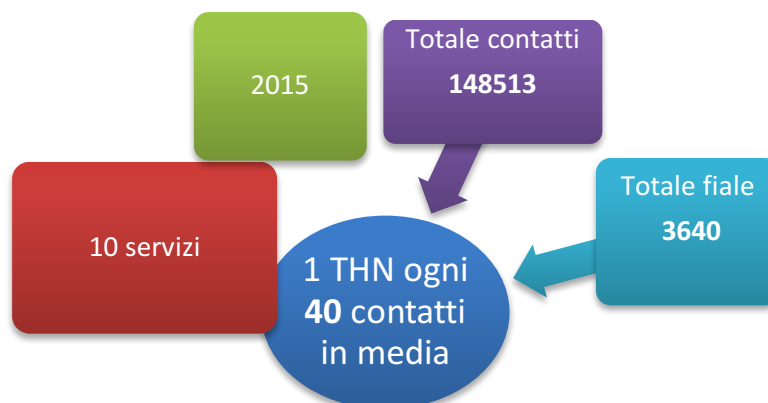 2015
Totale contatti
148513
10 servizi
Totale fiale
3640
1 THN ogni
40 contatti
in media